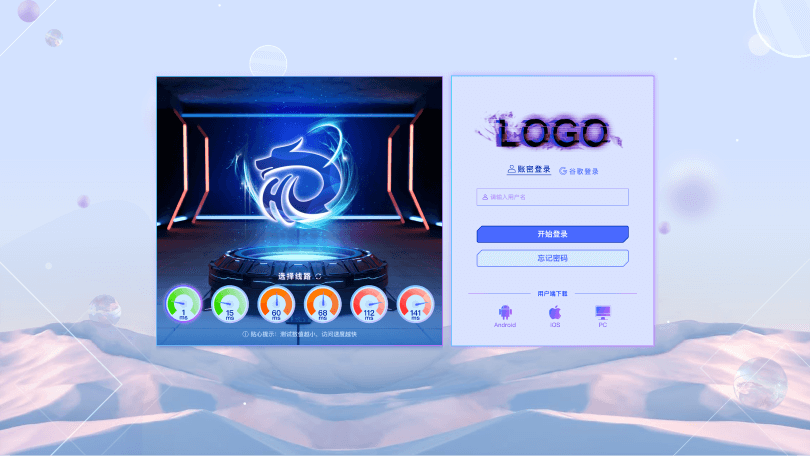 LOGO
账密登录
谷歌登录
请输入用户名
开始登录
忘记密码
选择线路
1 ms
15 ms
60 ms
68 ms
112 ms
141 ms
贴心提示：测试数值越小，访问速度越快
用户端下载
Android
iOS
PC